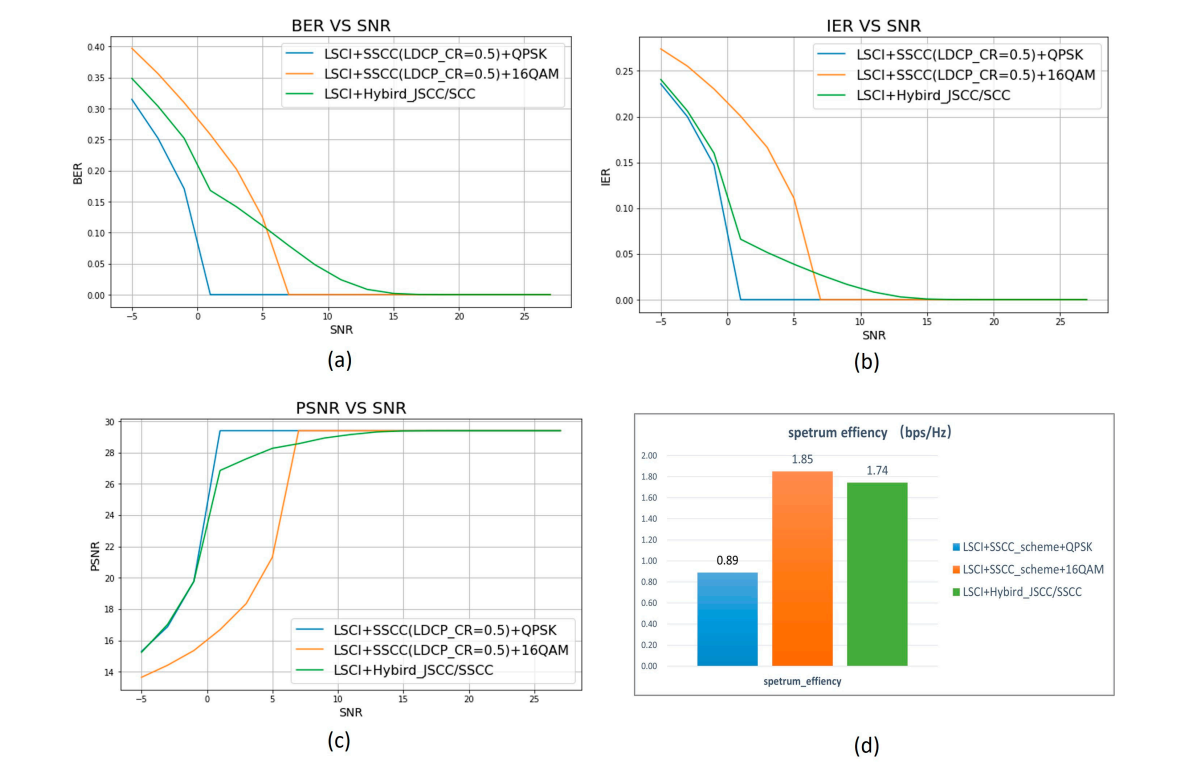 BER VS SNR
LSCI+SSCC(LDCP_CR=0.5)+QPSK
LSCI+SSCC(LDCP_CR=0.5)+16QAM
LSCI+Hybird_JSCC/SCC
0.40
0.35
0.30
0.25
0.20
0.15
0.10
0.05
0.00
BER
−5
0
5
10
15
20
25
SNR
(a)
IER VS SNR
LSCI+SSCC(LDCP_CR=0.5)+QPSK
LSCI+SSCC(LDCP_CR=0.5)+16QAM
LSCI+Hybird_JSCC/SCC
0.25
0.20
0.15
0.10
0.05
0.00
IER
−5
0
5
10
15
20
25
SNR
(b)
PSNR VS SNR
30
28
26
24
22
20
18
16
14
PSNR
LSCI+SSCC(LDCP_CR=0.5)+QPSK
LSCI+SSCC(LDCP_CR=0.5)+16QAM
LSCI+Hybird_JSCC/SSCC
−5
0
5
10
15
20
25
SNR
(c)
spetrum effiency （bps/Hz）
2.00
1.80
1.60
1.40
1.20
1.00
0.80
0.60
0.40
0.20
0.00
0.89
1.85
1.74
spetrum_effiency
LSCI+SSCC_scheme+QPSK
LSCI+SSCC_scheme+16QAM
LSCI+Hybird_JSCC/SSCC
(d)